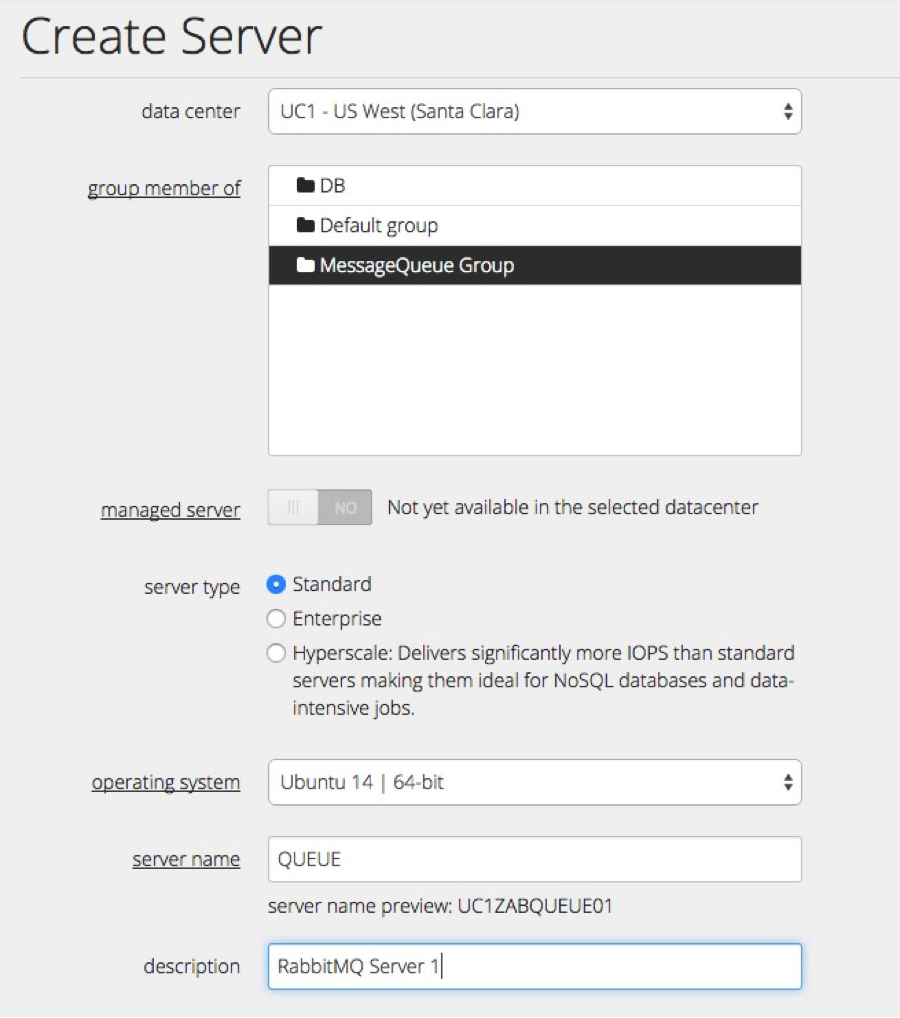 Create Server
data center
UC1 - US West (Santa Clara)
group member of
DB
Default group
MessageQueue Group
managed server
NO
Not yet available in the selected datacenter
server type
Standard
Enterprise
Hyperscale: Delivers significantly more IOPS than standard
servers making them ideal for NoSQL databases and data-
intensive jobs.
operating system
Ubuntu 14 | 64-bit
server name
QUEUE
server name preview: UC1ZABQUEUE01
description
RabbitMQ Server 1